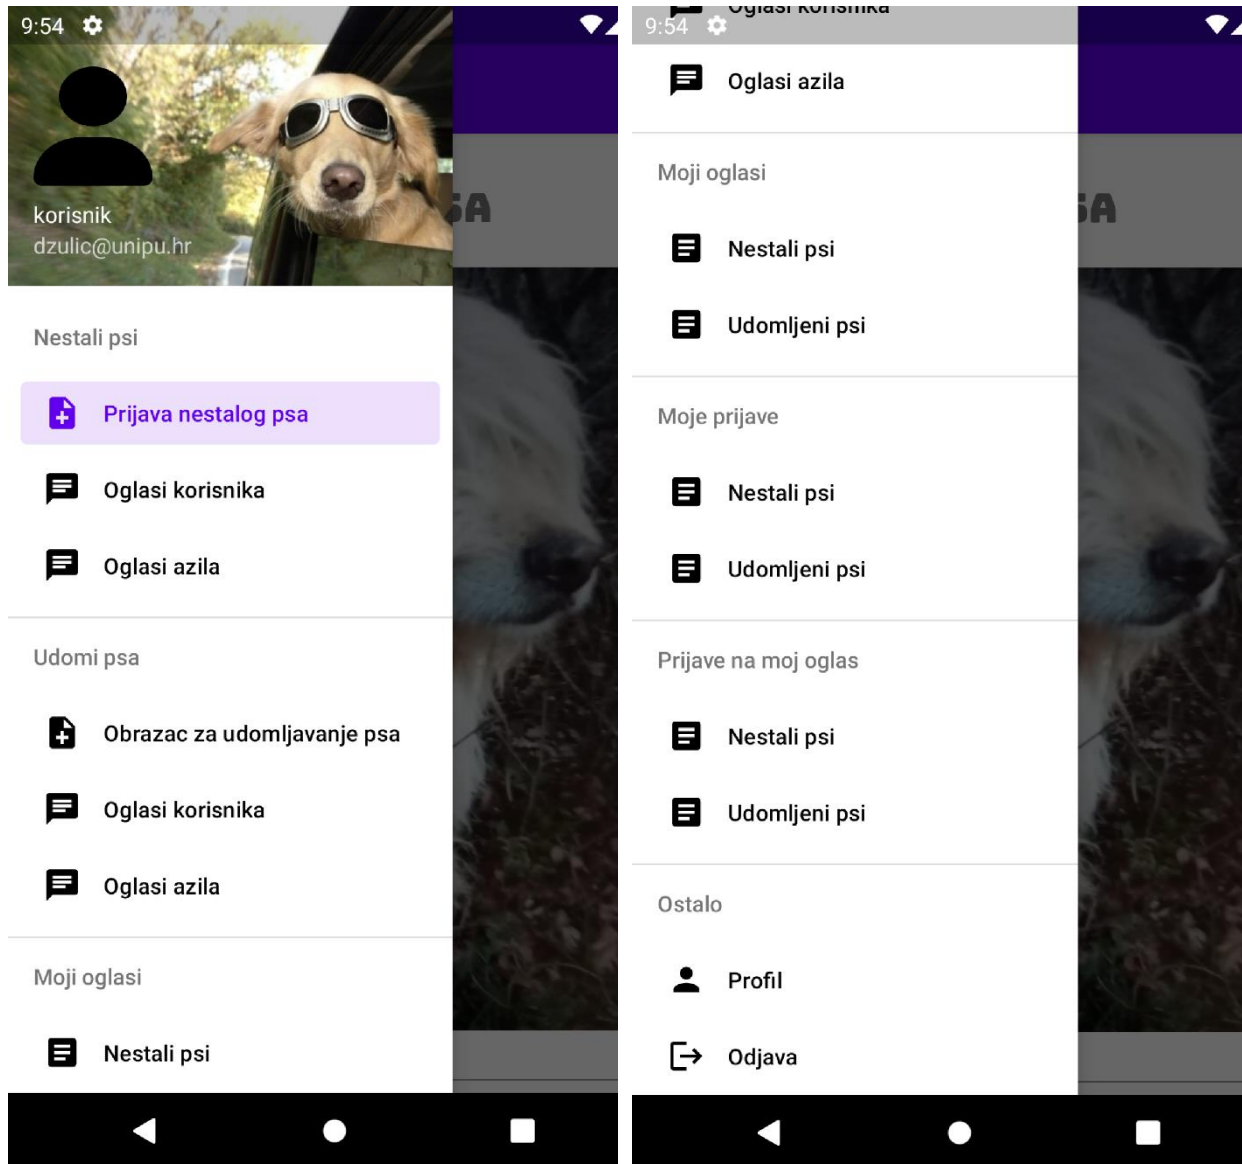 9:54
korisnik
dzulic@unipu.hr
Nestali psi
Prijava nestalog psa
Oglasi korisnika
Oglasi azila
Udomi psa
Obrazac za udomljavanje psa
Oglasi korisnika
Oglasi azila
Moji oglasi
Nestali psi
9:54
Oglasi korisnika
Oglasi azila
Moji oglasi
Nestali psi
Udomljeni psi
Moje prijave
Nestali psi
Udomljeni psi
Prijave na moj oglas
Nestali psi
Udomljeni psi
Ostalo
Profil
Odjava